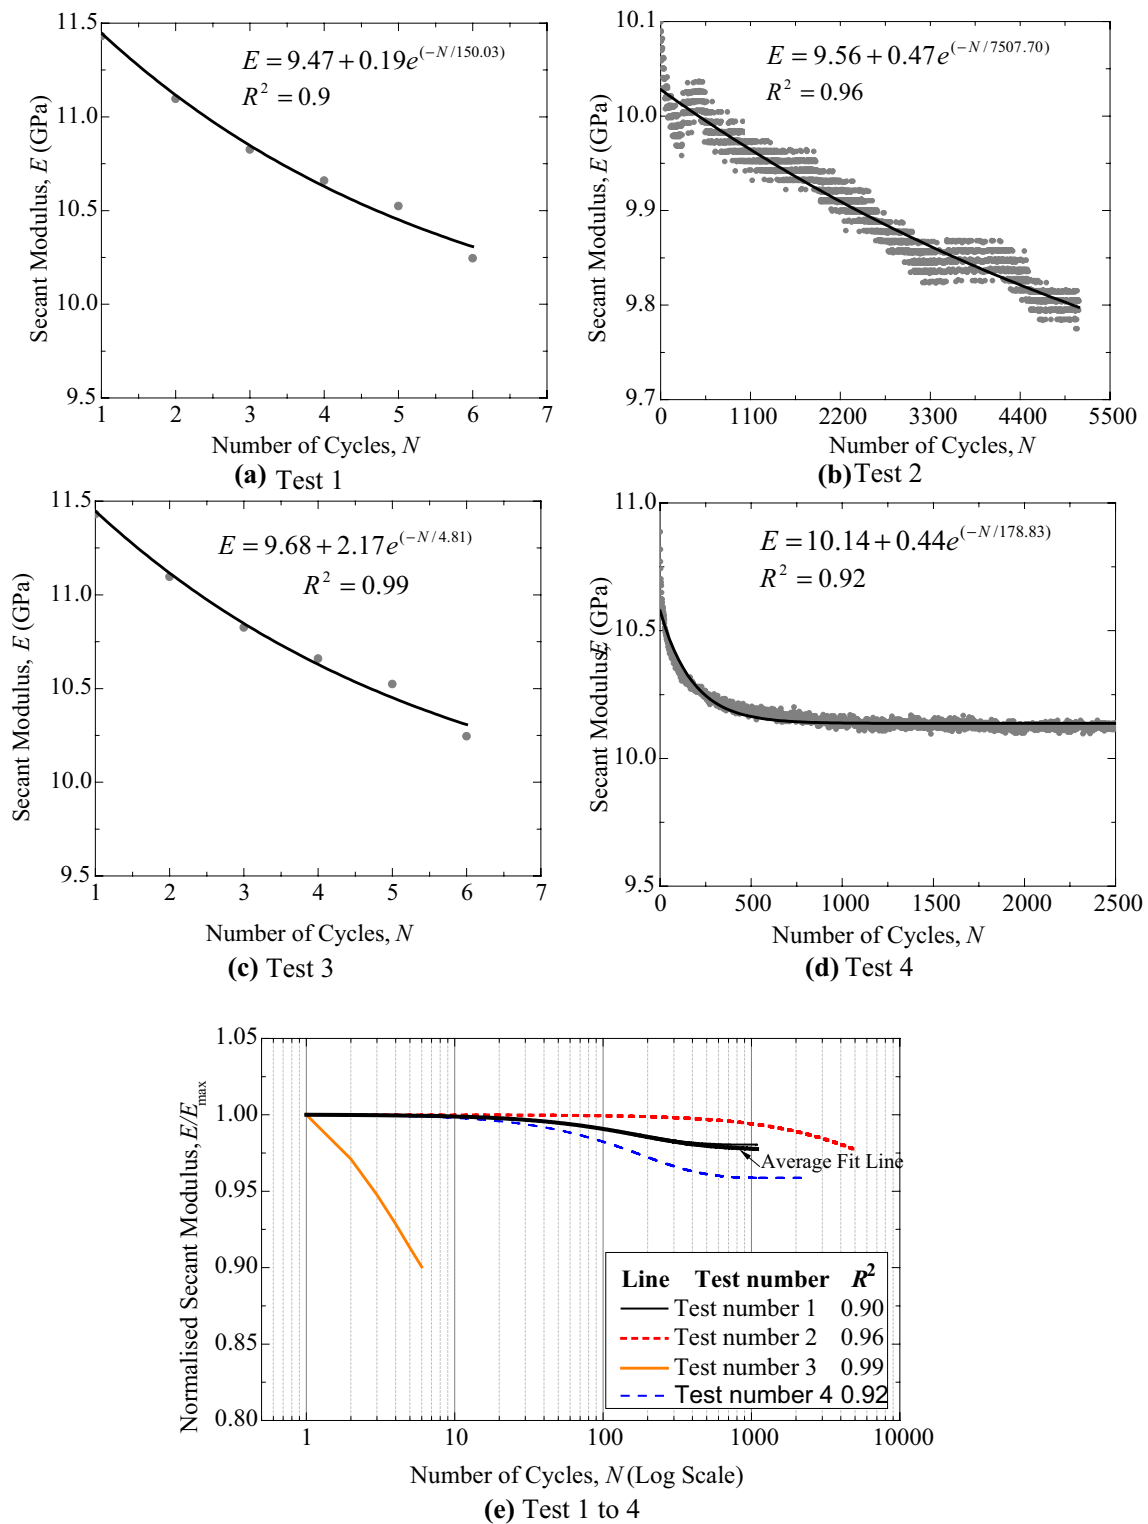 11.5
11.0
10.5
10.0
9.5
Secant Modulus, E (GPa)
E = 9.47 + 0.19e^(−N/150.03)
R² = 0.9
1 2 3 4 5 6 7
Number of Cycles, N
(a) Test 1
10.1
10.0
9.9
9.8
9.7
Secant Modulus, E (GPa)
E = 9.56 + 0.47e^(−N/7507.70)
R² = 0.96
0 1100 2200 3300 4400 5500
Number of Cycles, N
(b) Test 2
11.5
11.0
10.5
10.0
9.5
Secant Modulus, E (GPa)
E = 9.68 + 2.17e^(−N/4.81)
R² = 0.99
1 2 3 4 5 6 7
Number of Cycles, N
(c) Test 3
11.0
10.5
10.0
9.5
Secant Modulus, E (GPa)
E = 10.14 + 0.44e^(−N/178.83)
R² = 0.92
0 500 1000 1500 2000 2500
Number of Cycles, N
(d) Test 4
1.05
1.00
0.95
0.90
0.85
0.80
Normalised Secant Modulus, E/Emax
Average Fit Line
Line Test number R²
Test number 1 0.90
Test number 2 0.96
Test number 3 0.99
Test number 4 0.92
1 10 100 1000 10000
Number of Cycles, N (Log Scale)
(e) Test 1 to 4